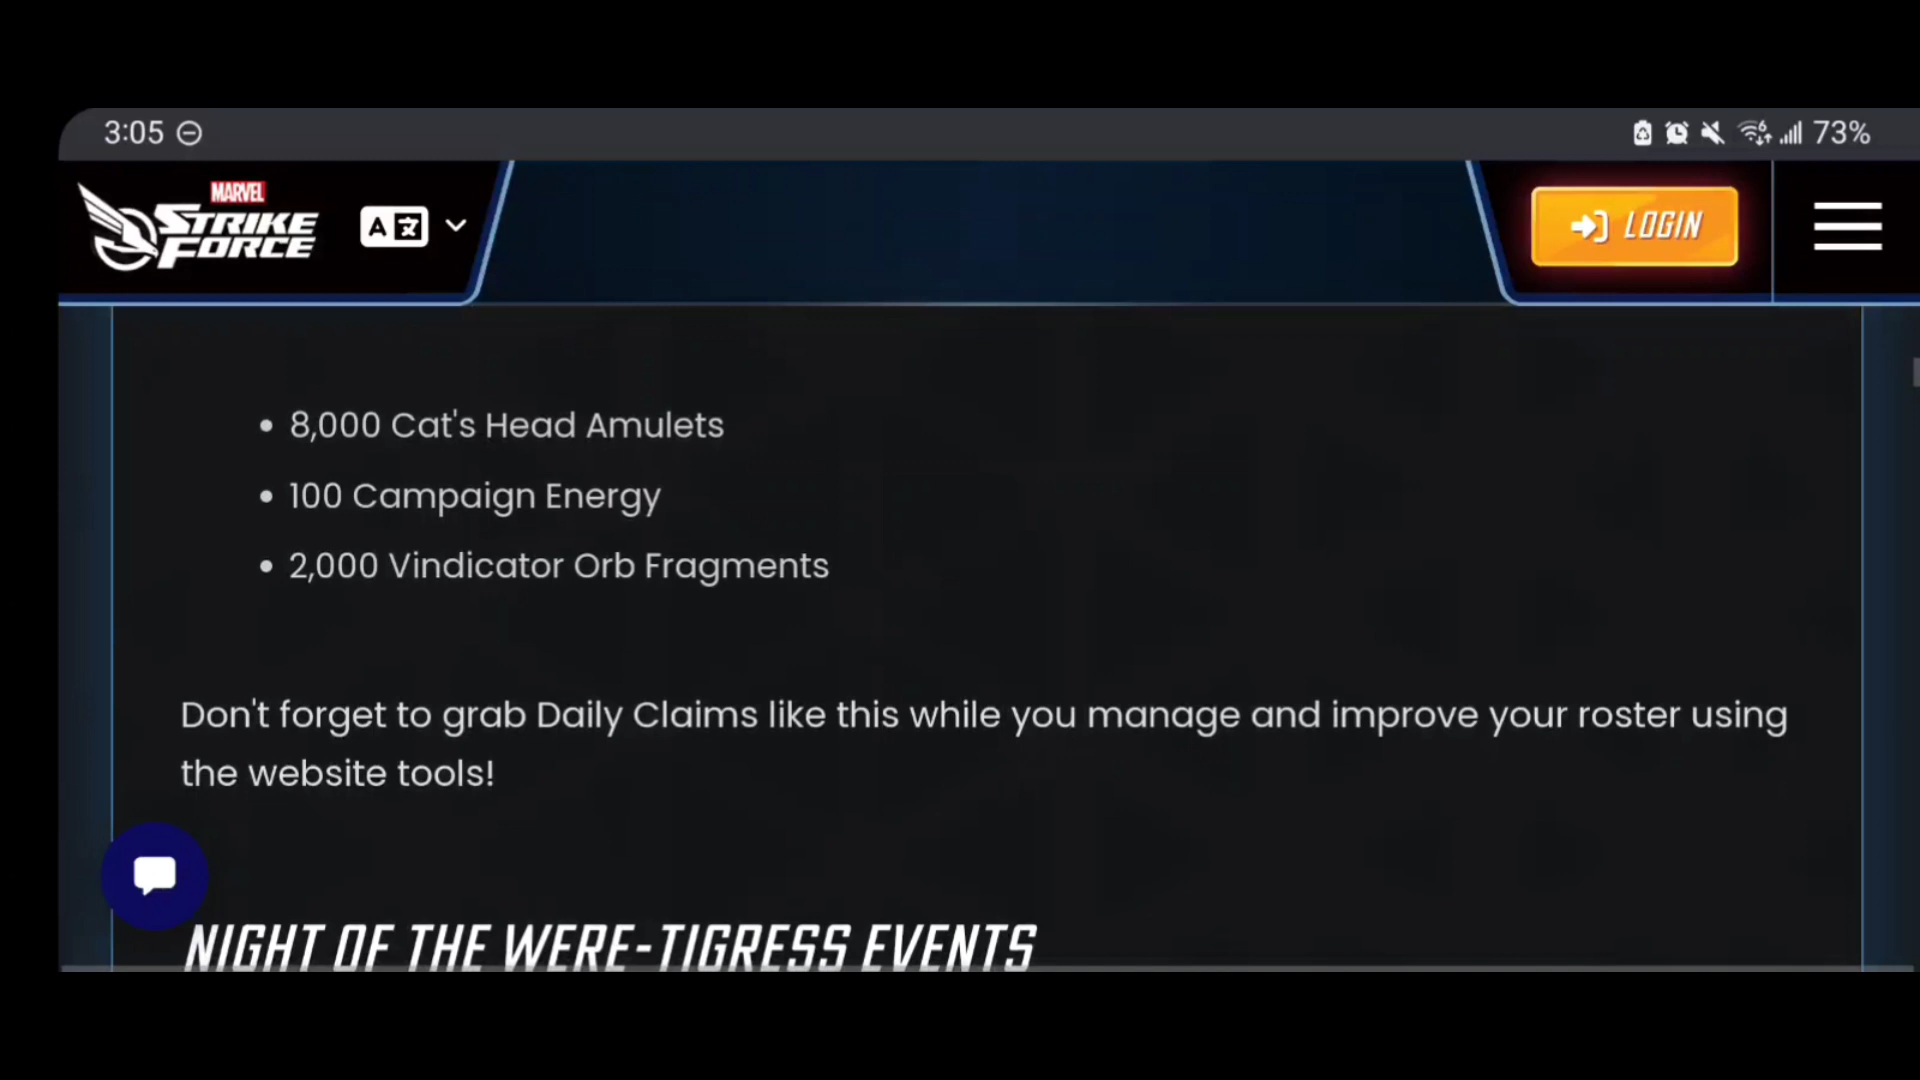 3:05
73%
MARVEL
STRIKE
FORCE
A文
LOGIN
• 8,000 Cat's Head Amulets
• 100 Campaign Energy
• 2,000 Vindicator Orb Fragments
Don't forget to grab Daily Claims like this while you manage and improve your roster using
the website tools!
NIGHT OF THE WERE-TIGRESS EVENTS